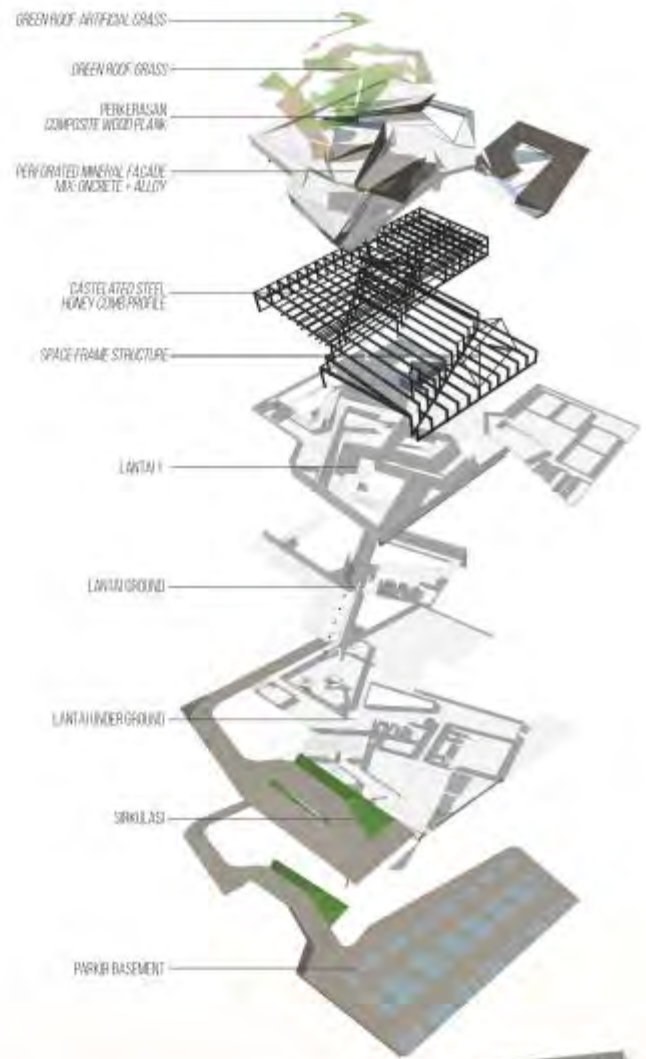 GREEN ROOF ARTIFICIAL GRASS
GREEN ROOF GRASS
PERKERASAN
COMPOSITE WOOD PLANK
PERFORATED MINERAL FACADE
MIX: ONCRETE + ALLOY
CASTELATED STEEL
HONEY COMB PROFILE
SPACE FRAME STRUCTURE
LANTAI 1
LANTAI GROUND
LANTAI UNDER GROUND
SIRKULASI
PARKIR BASEMENT